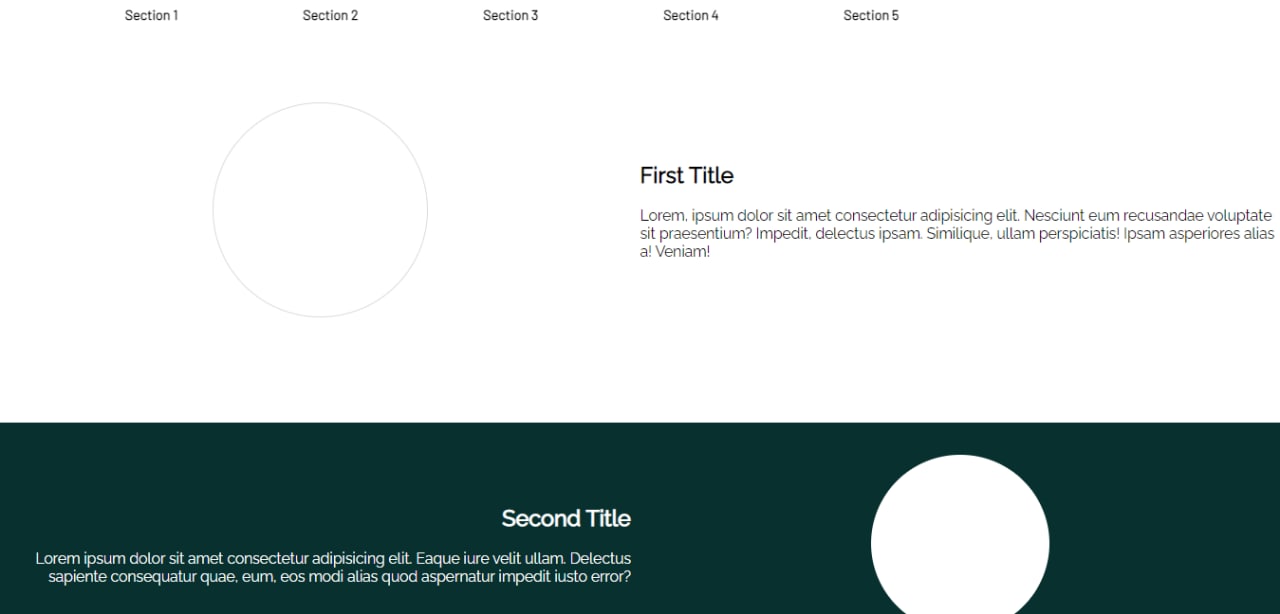 Section 1
Section 2
Section 3
Section 4
Section 5
First Title
Lorem, ipsum dolor sit amet consectetur adipisicing elit. Nesciunt eum recusandae voluptate
sit praesentium? Impedit, delectus ipsam. Similique, ullam perspiciatis! Ipsam asperiores alias
a! Veniam!
Second Title
Lorem ipsum dolor sit amet consectetur adipisicing elit. Eaque iure velit ullam. Delectus
sapiente consequatur quae, eum, eos modi alias quod aspernatur impedit iusto error?